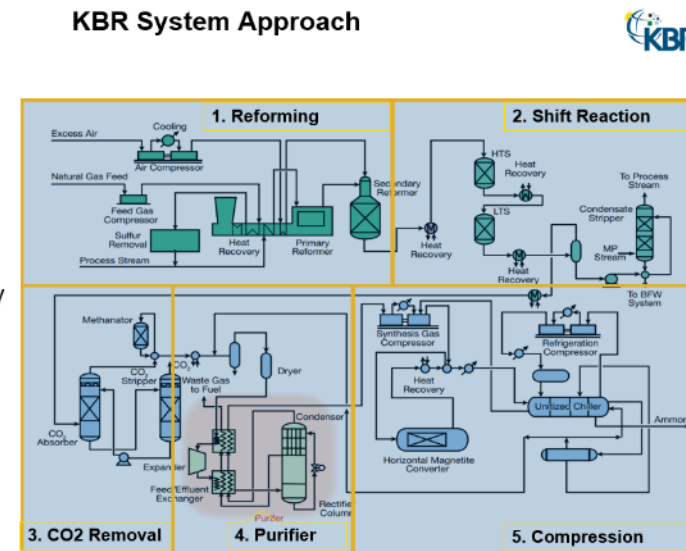 KBR System Approach
KBR
1. Reforming
2. Shift Reaction
Excess Air
Cooling
Air Compressor
Natural Gas Feed
Feed Gas
Compressor
Sulfur
Removal
Process Stream
Heat
Recovery
Primary
Reformer
Secondary
Reformer
Heat
Recovery
HTS
Heat
Recovery
LTS
Heat
Recovery
To Process
Stream
Condensate
Stripper
MP
Stream
To BFW
System
Methanator
CO2
Stripper
CO2
CO2
Absorber
Waste Gas
to Fuel
Dryer
Condenser
Expander
Feed/Effluent
Exchanger
Rectifie
Column
Purifier
Synthesis Gas
Compressor
Heat
Recovery
Horizontal Magnetite
Converter
Refrigeration
Compressor
Unitized Chiller
Ammon
3. CO2 Removal
4. Purifier
5. Compression